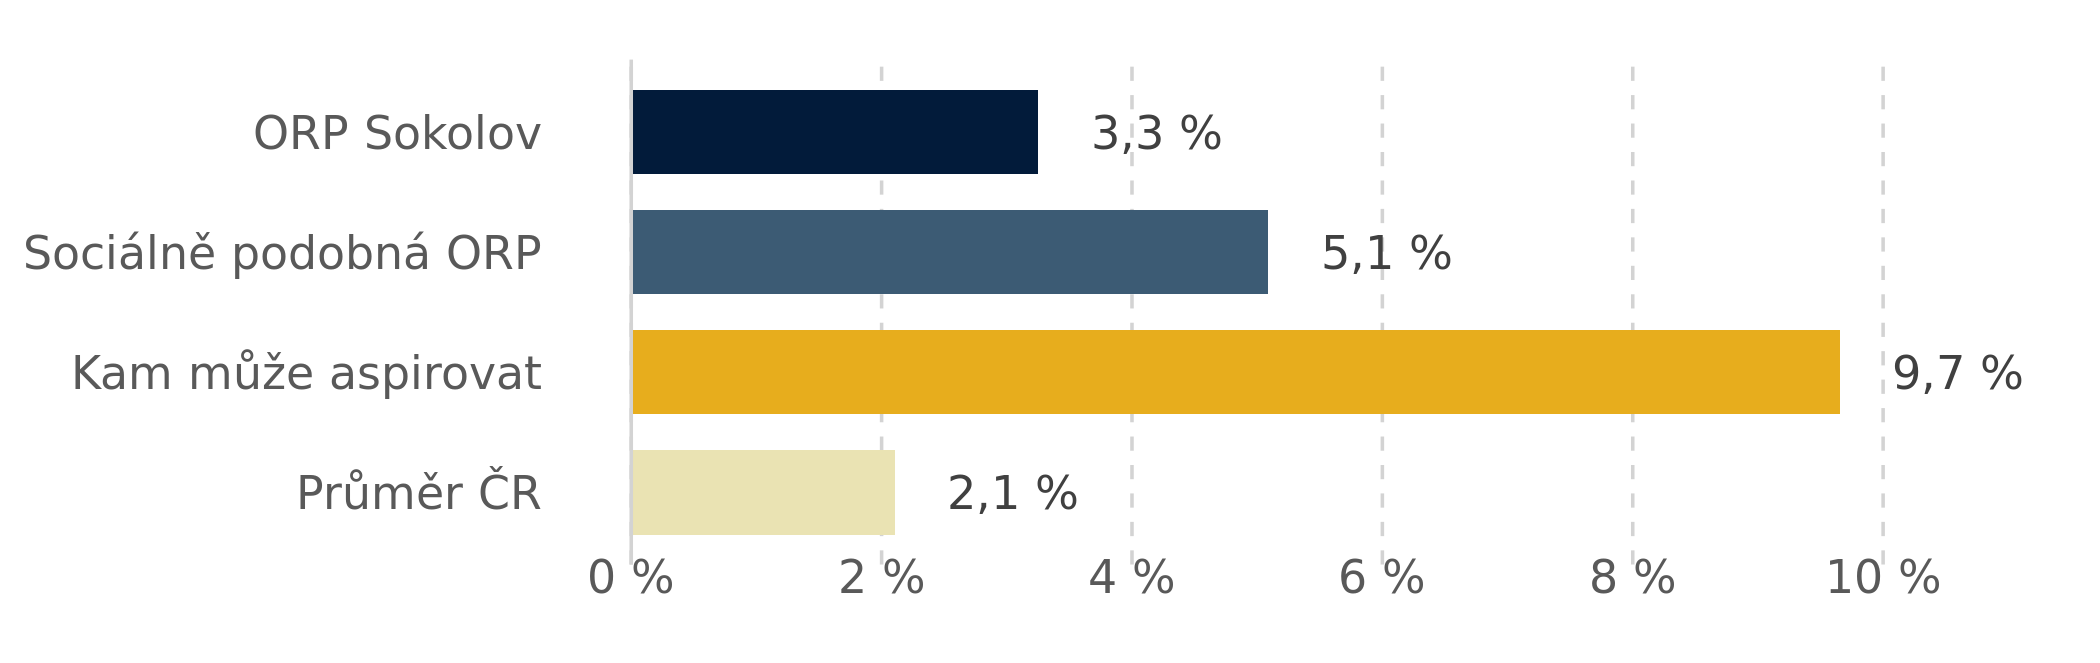 ORP Sokolov 3,3 %
Sociálně podobná ORP 5,1 %
Kam může aspirovat 9,7 %
Průměr ČR 2,1 %
0 % 2 % 4 % 6 % 8 % 10 %